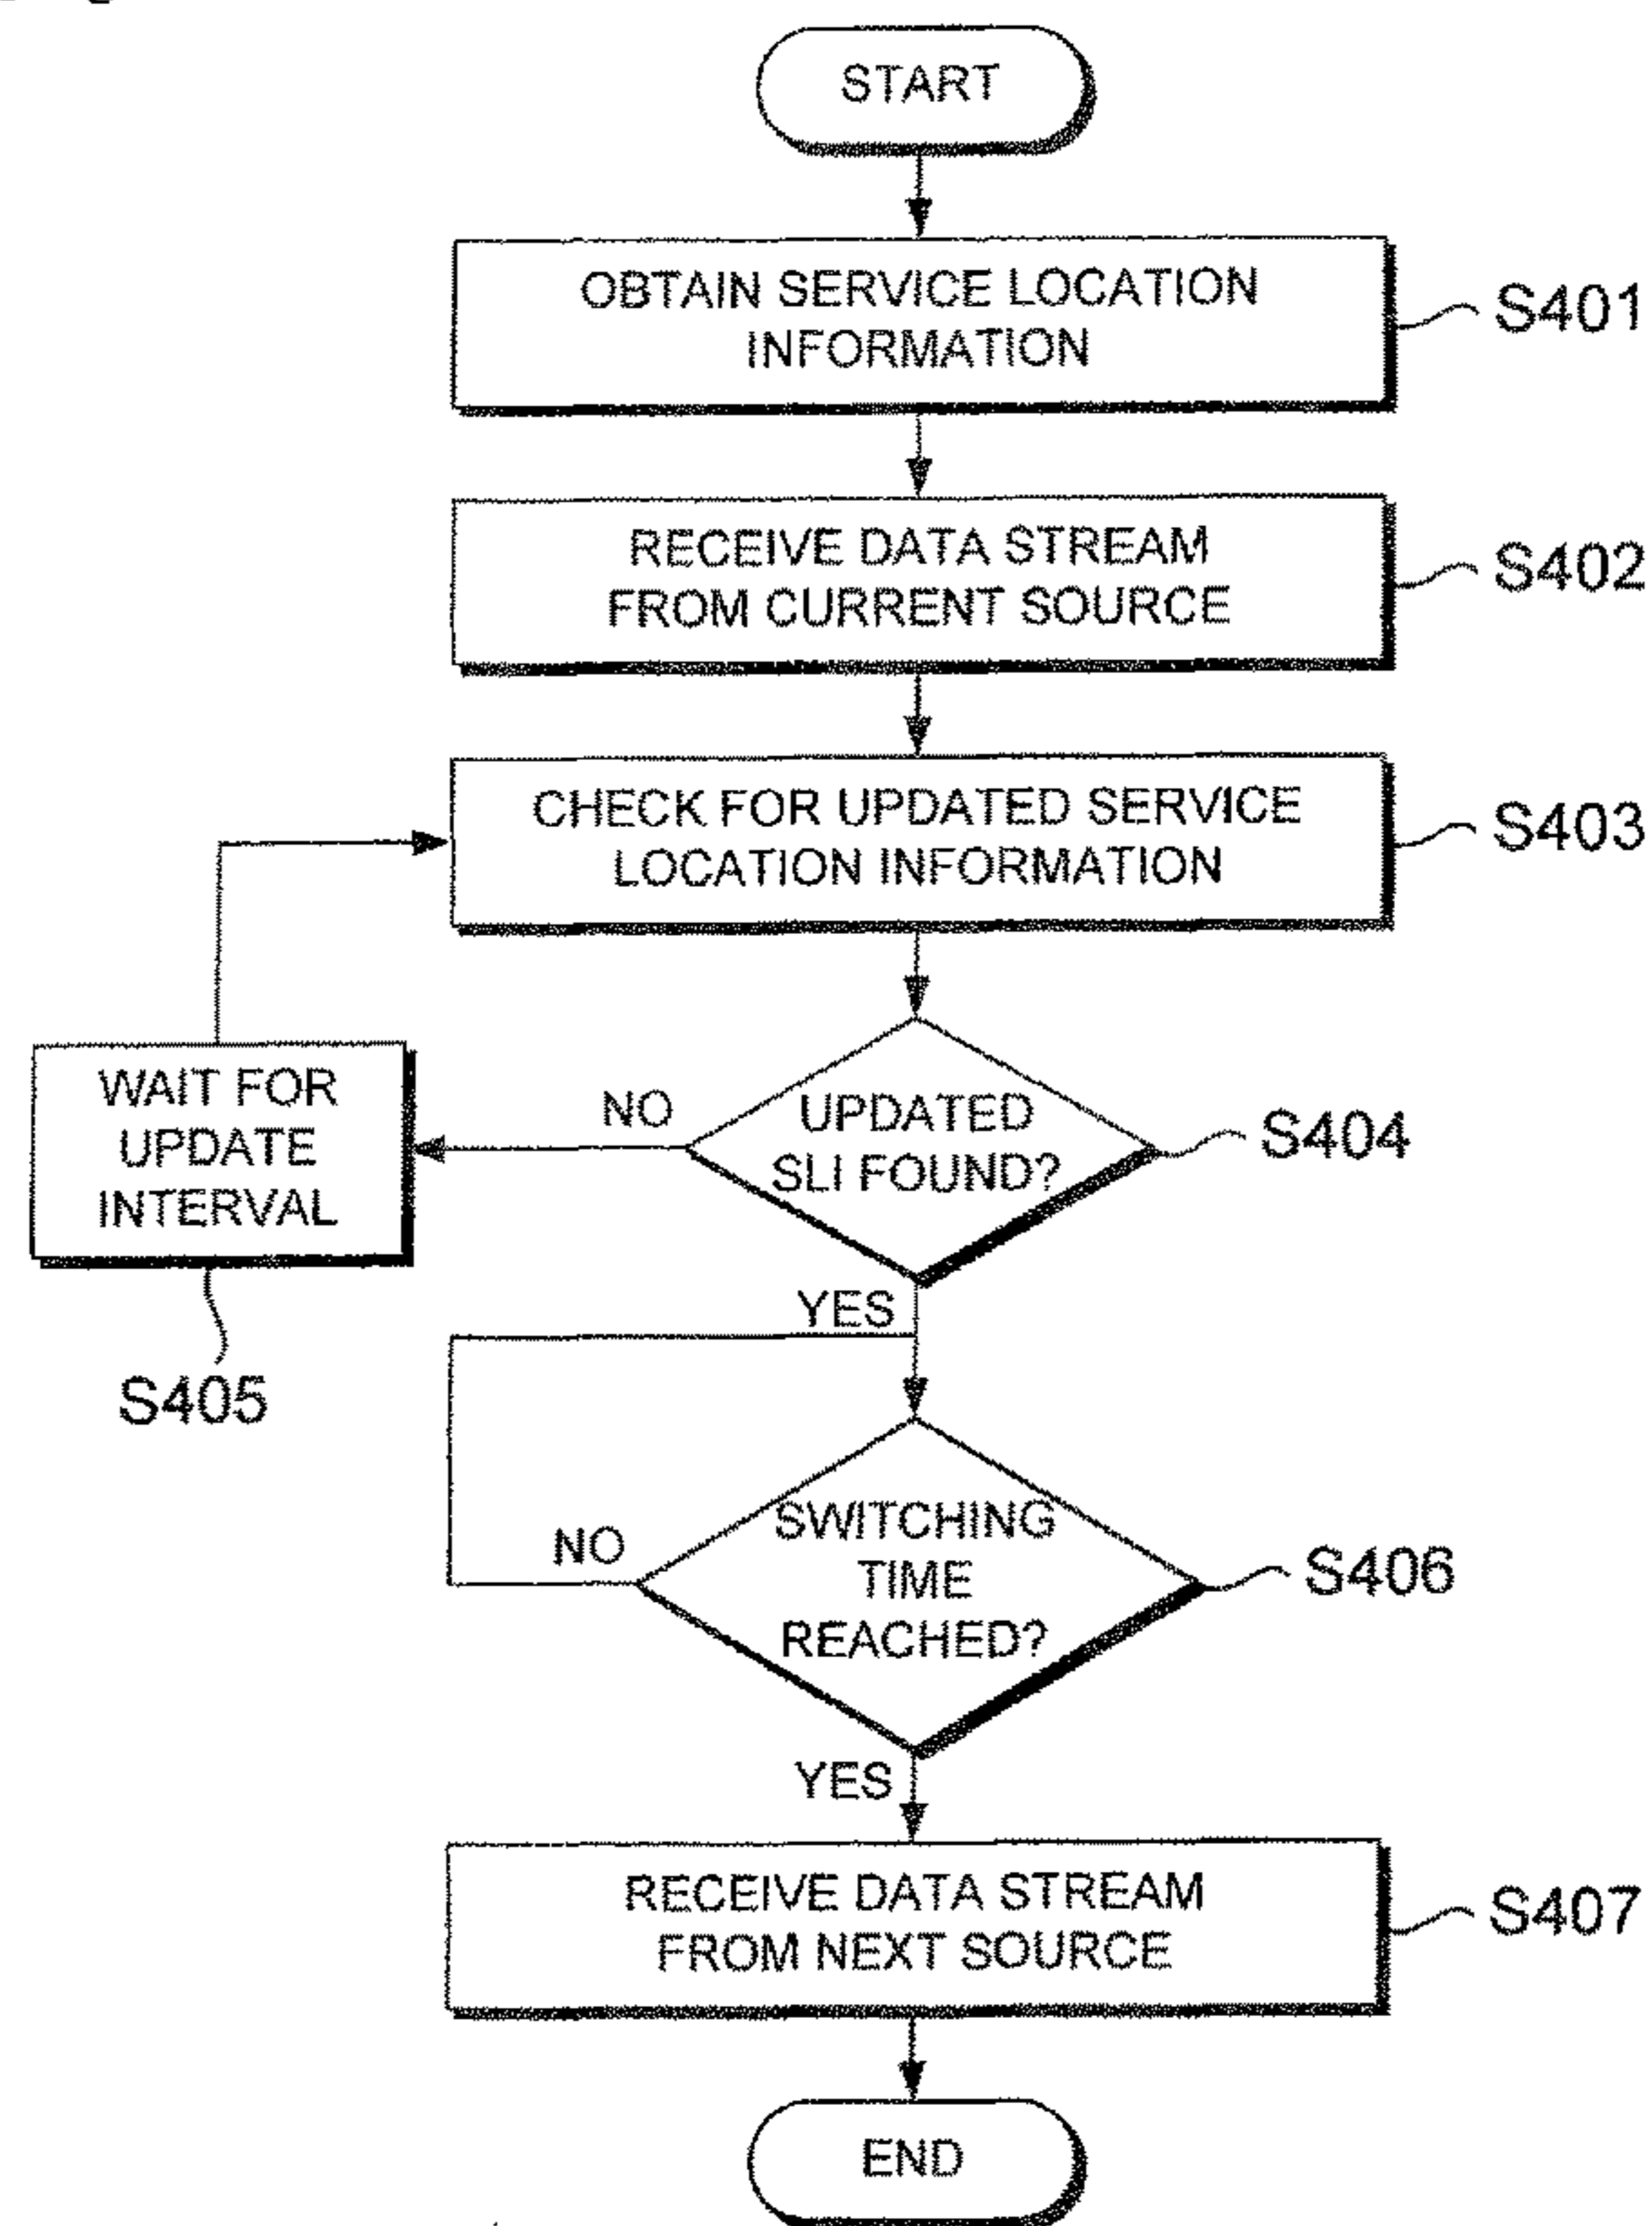 START
OBTAIN SERVICE LOCATION
INFORMATION
S401
RECEIVE DATA STREAM
FROM CURRENT SOURCE
S402
CHECK FOR UPDATED SERVICE
LOCATION INFORMATION
S403
WAIT FOR
UPDATE
INTERVAL
S405
NO
UPDATED
SLI FOUND?
S404
YES
NO
SWITCHING
TIME
REACHED?
S406
YES
RECEIVE DATA STREAM
FROM NEXT SOURCE
S407
END